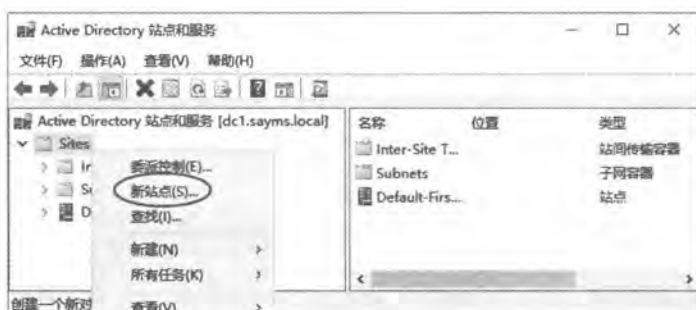 Active Directory 站点和服务
文件(F) 操作(A) 查看(V) 帮助(H)
Active Directory 站点和服务 [dc1.sayms.local]
Sites
In
Su
D
委派控制(E)...
新站点(S)...
查找(I)...
新建(N)
所有任务(K)
查看(V)
名称 位置 类型
Inter-Site T... 站间传输容器
Subnets 子网容器
Default-Firs... 站点
创建一个新对